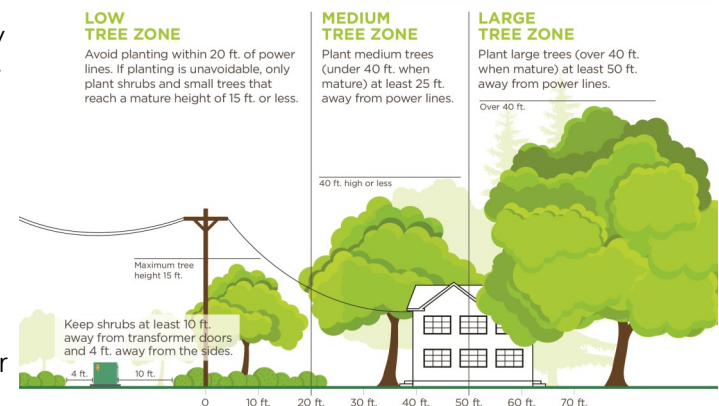 LOW
TREE ZONE
Avoid planting within 20 ft. of power
lines. If planting is unavoidable, only
plant shrubs and small trees that
reach a mature height of 15 ft. or less.
MEDIUM
TREE ZONE
Plant medium trees
(under 40 ft. when
mature) at least 25 ft.
away from power lines.
LARGE
TREE ZONE
Plant large trees (over 40 ft.
when mature) at least 50 ft.
away from power lines.
Over 40 ft.
40 ft. high or less
Maximum tree
height 15 ft.
Keep shrubs at least 10 ft.
away from transformer doors
and 4 ft. away from the sides.
4 ft. 10 ft.
0 10 ft. 20 ft. 30 ft. 40 ft. 50 ft. 60 ft. 70 ft.